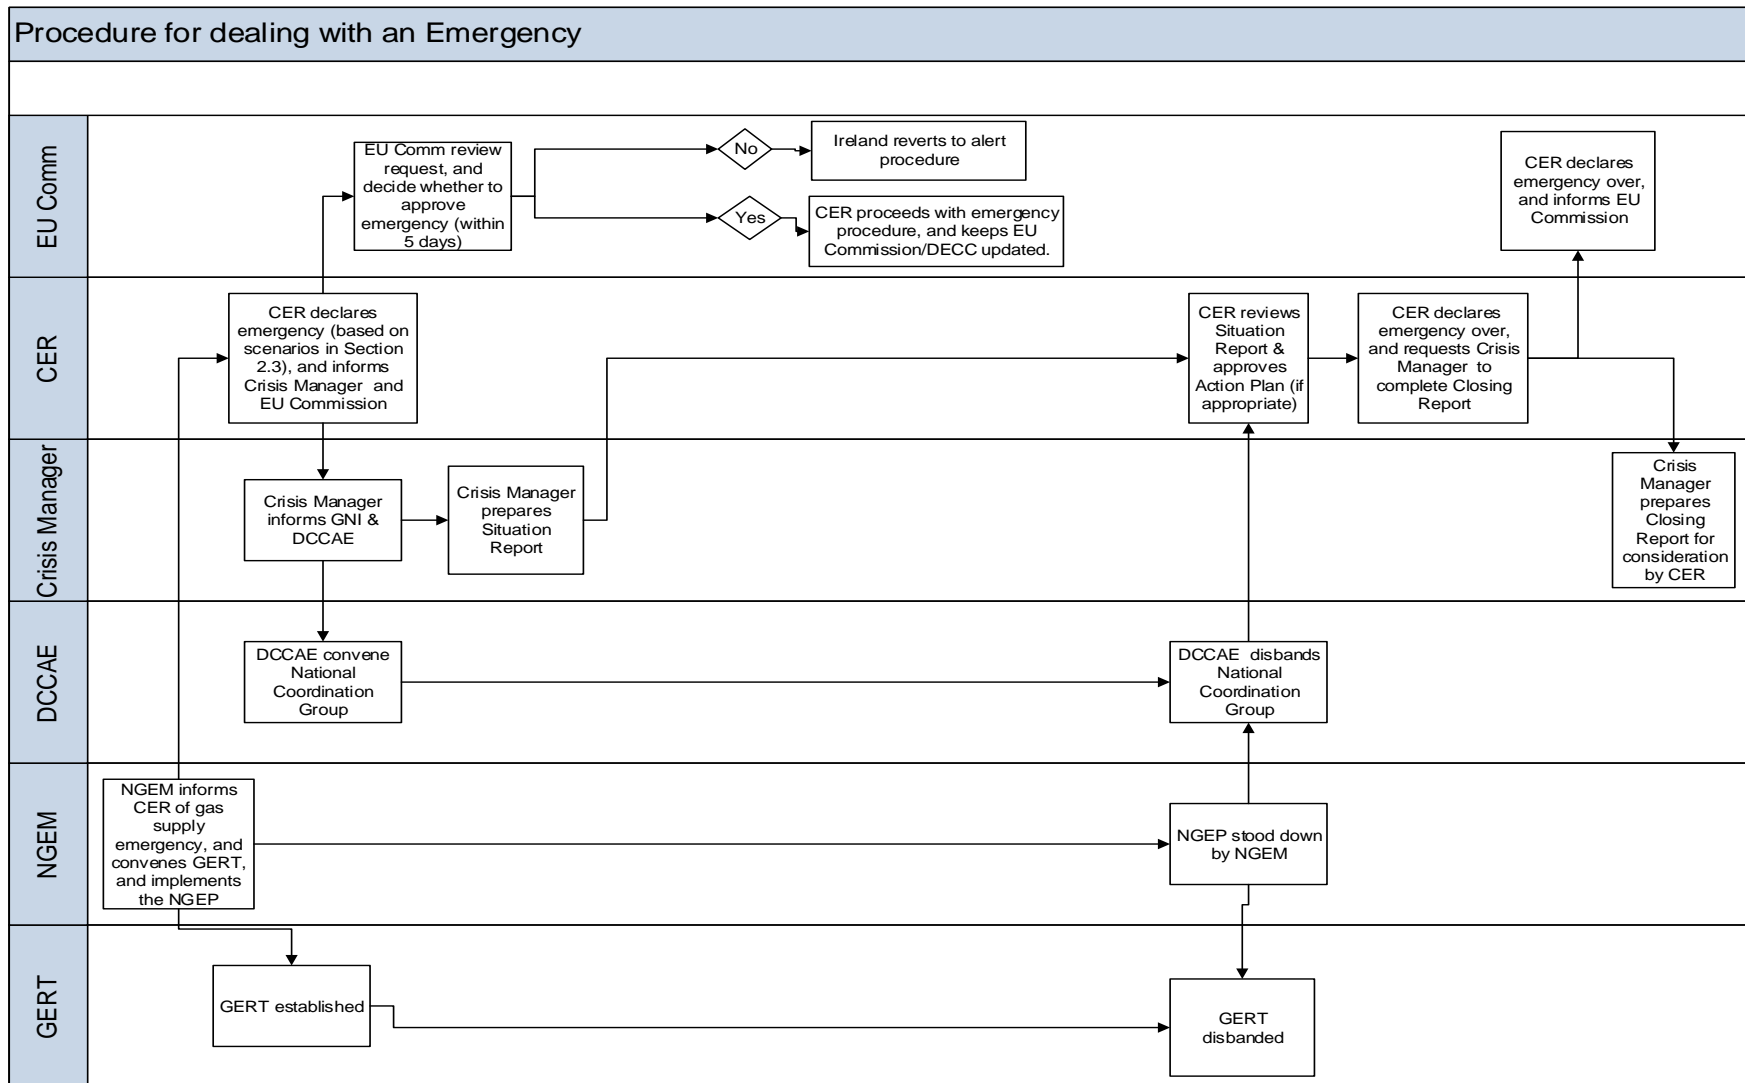 Procedure for dealing with an Emergency
EU Comm
EU Comm review
request, and
decide whether to
approve
emergency (within
5 days)
No
Ireland reverts to alert
procedure
Yes
CER proceeds with emergency
procedure, and keeps EU
Commission/DECC updated.
CER declares
emergency over,
and informs EU
Commission
CER
CER declares
emergency (based on
scenarios in Section
2.3), and informs
Crisis Manager and
EU Commission
CER reviews
Situation
Report &
approves
Action Plan (if
appropriate)
CER declares
emergency over,
and requests Crisis
Manager to
complete Closing
Report
Crisis Manager
Crisis Manager
informs GNI &
DCCAE
Crisis Manager
prepares
Situation
Report
Crisis
Manager
prepares
Closing
Report for
consideration
by CER
DCCAE
DCCAE convene
National
Coordination
Group
DCCAE disbands
National
Coordination
Group
NGEM
NGEM informs
CER of gas
supply
emergency, and
convenes GERT,
and implements
the NGEP
NGEP stood down
by NGEM
GERT
GERT established
GERT
disbanded